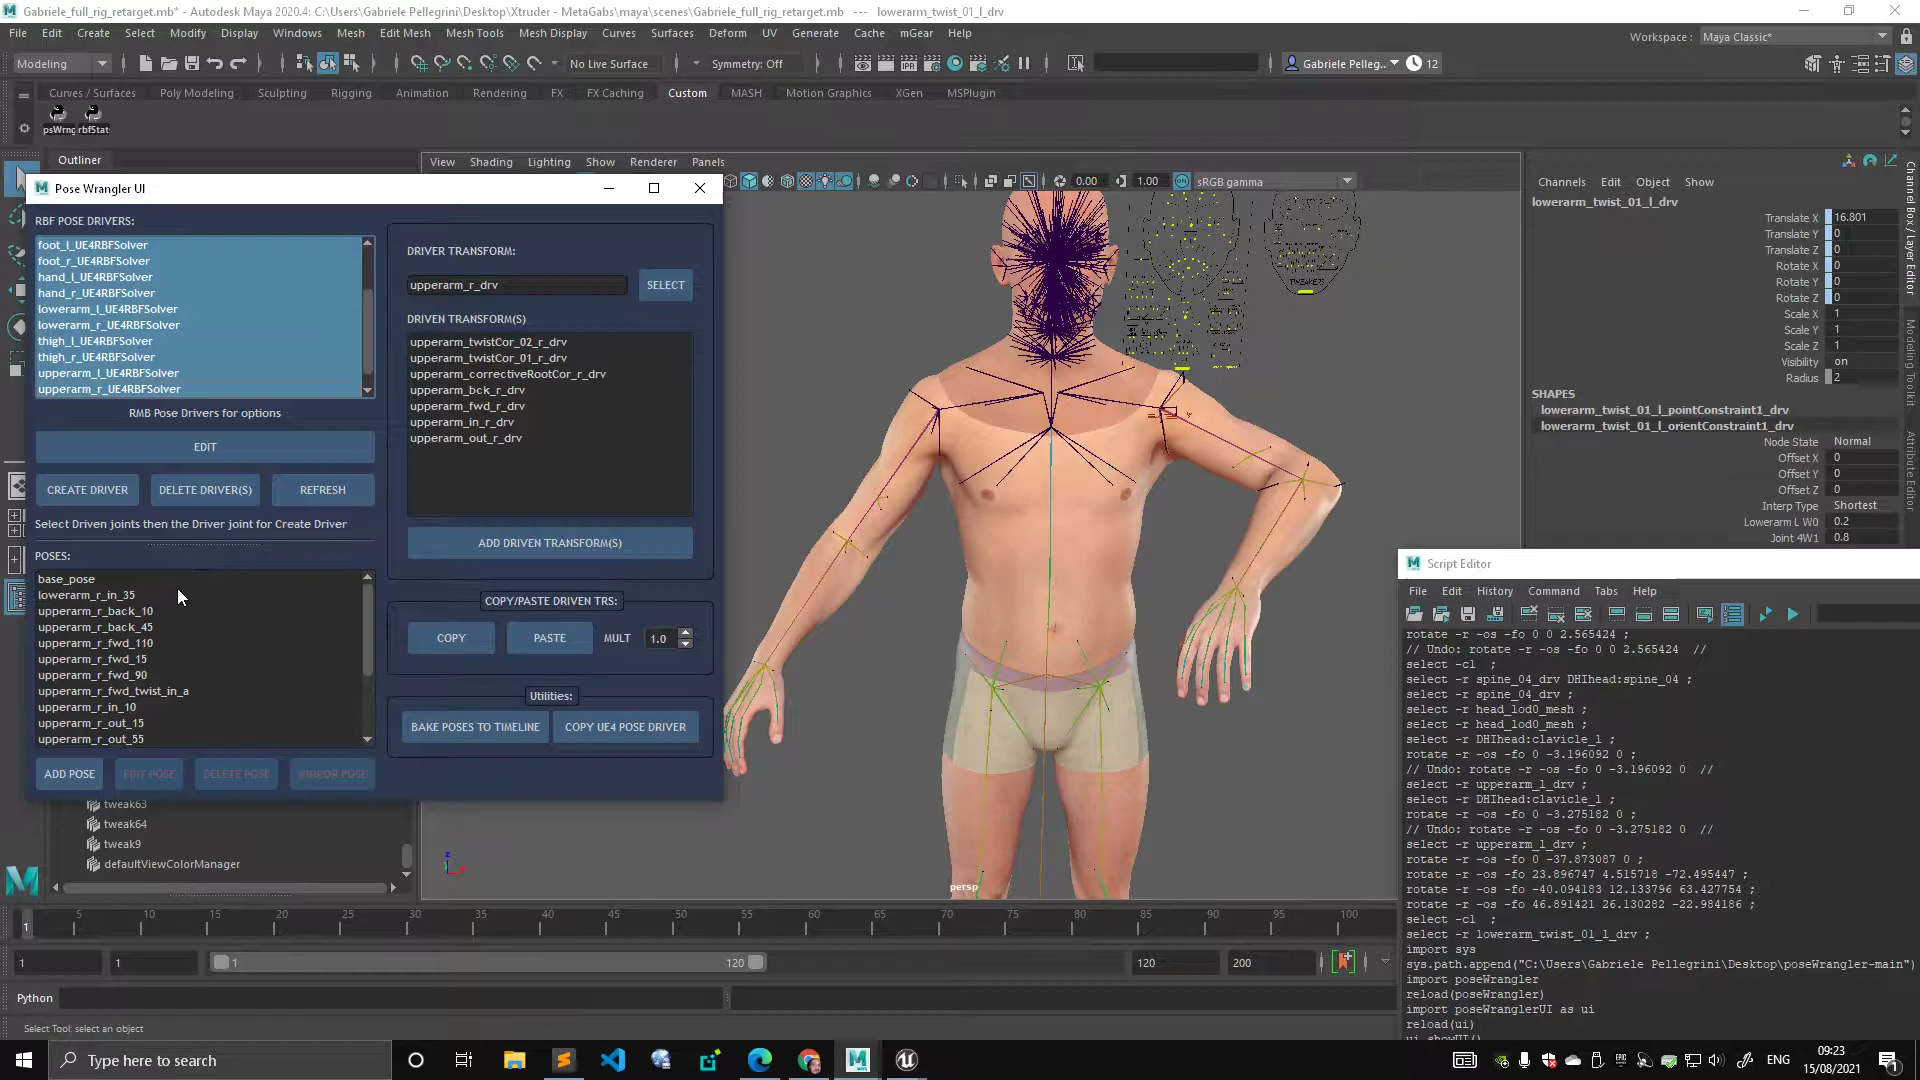 Gabriele_full_rig_retarget.mb* - Autodesk Maya 2020.4: C:\Users\Gabriele Pellegrini\Desktop\Xtruder - MetaGabs\maya\scenes\Gabriele_full_rig_retarget.mb --- lowerarm_twist_01_l_drv
File Edit Create Select Modify Display Windows Mesh Edit Mesh Mesh Tools Mesh Display Curves Surfaces Deform UV Generate Cache mGear Help
Workspace : Maya Classic*
Modeling
No Live Surface
Symmetry: Off
Gabriele Pelleg..
12
Curves / Surfaces Poly Modeling Sculpting Rigging Animation Rendering FX FX Caching Custom MASH Motion Graphics XGen MSPlugin
psWrng rbfStat
Outliner
View Shading Lighting Show Renderer Panels
0.00
1.00
sRGB gamma
Pose Wrangler UI
RBF POSE DRIVERS:
foot_l_UE4RBFSolver
foot_r_UE4RBFSolver
hand_l_UE4RBFSolver
hand_r_UE4RBFSolver
lowerarm_l_UE4RBFSolver
lowerarm_r_UE4RBFSolver
thigh_l_UE4RBFSolver
thigh_r_UE4RBFSolver
upperarm_l_UE4RBFSolver
upperarm_r_UE4RBFSolver
RMB Pose Drivers for options
EDIT
CREATE DRIVER
DELETE DRIVER(S)
REFRESH
Select Driven joints then the Driver joint for Create Driver
POSES:
base_pose
lowerarm_r_in_35
upperarm_r_back_10
upperarm_r_back_45
upperarm_r_fwd_110
upperarm_r_fwd_15
upperarm_r_fwd_90
upperarm_r_fwd_twist_in_a
upperarm_r_in_10
upperarm_r_out_15
upperarm_r_out_55
ADD POSE
EDIT POSE
DELETE POSE
MIRROR POSE
DRIVER TRANSFORM:
upperarm_r_drv
SELECT
DRIVEN TRANSFORM(S)
upperarm_twistCor_02_r_drv
upperarm_twistCor_01_r_drv
upperarm_correctiveRootCor_r_drv
upperarm_bck_r_drv
upperarm_fwd_r_drv
upperarm_in_r_drv
upperarm_out_r_drv
ADD DRIVEN TRANSFORM(S)
COPY/PASTE DRIVEN TRS:
COPY
PASTE
MULT
1.0
Utilities:
BAKE POSES TO TIMELINE
COPY UE4 POSE DRIVER
tweak63
tweak64
tweak9
defaultViewColorManager
TWEAKERS
persp
Channels Edit Object Show
lowerarm_twist_01_l_drv
Translate X 16.801
Translate Y 0
Translate Z 0
Rotate X 0
Rotate Y 0
Rotate Z 0
Scale X 1
Scale Y 1
Scale Z 1
Visibility on
Radius 2
SHAPES
lowerarm_twist_01_l_pointConstraint1_drv
lowerarm_twist_01_l_orientConstraint1_drv
Node State Normal
Offset X 0
Offset Y 0
Offset Z 0
Interp Type Shortest
Lowerarm L W0 0.2
Joint 4W1 0.8
Channel Box / Layer Editor
Modeling Toolkit
Attribute Editor
Script Editor
File Edit History Command Tabs Help
rotate -r -os -fo 0 0 2.565424 ;
// Undo: rotate -r -os -fo 0 0 2.565424 //
select -cl ;
select -r spine_04_drv DHIhead:spine_04 ;
select -r spine_04_drv ;
select -r head_lod0_mesh ;
select -r head_lod0_mesh ;
select -r DHIhead:clavicle_l ;
rotate -r -os -fo 0 -3.196092 0 ;
// Undo: rotate -r -os -fo 0 -3.196092 0 //
select -r upperarm_l_drv ;
select -r DHIhead:clavicle_l ;
rotate -r -os -fo 0 -3.275182 0 ;
// Undo: rotate -r -os -fo 0 -3.275182 0 //
select -r upperarm_l_drv ;
rotate -r -os -fo 0 -37.873087 0 ;
rotate -r -os -fo 23.896747 4.515718 -72.495447 ;
rotate -r -os -fo -40.094183 12.133796 63.427754 ;
rotate -r -os -fo 46.891421 26.130282 -22.984186 ;
select -cl ;
select -r lowerarm_twist_01_l_drv ;
import sys
sys.path.append("C:\Users\Gabriele Pellegrini\Desktop\poseWrangler-main")
import poseWrangler
reload(poseWrangler)
import poseWranglerUI as ui
reload(ui)
ui.showUI()
5 10 15 20 25 30 35 40 45 50 55 60 65 70 75 80 85 90 95 100
1
1 1 1 120 120 200
Python
Select Tool: select an object
Type here to search
ENG
09:23
15/08/2021
1